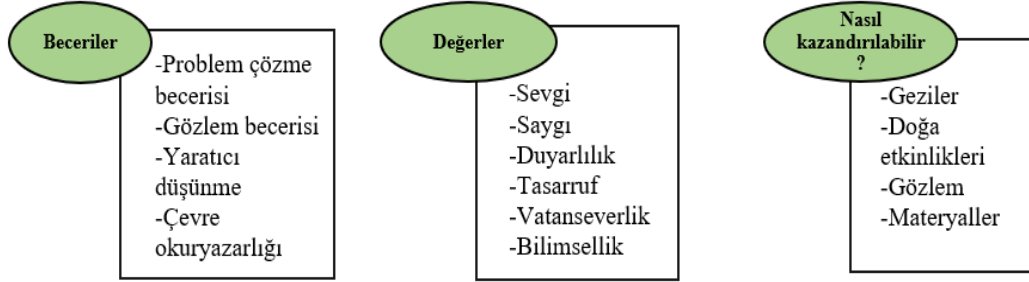 Beceriler
-Problem çözme
becerisi
-Gözlem becerisi
-Yaratıcı
düşünme
-Çevre
okuryazarlığı
Değerler
-Sevgi
-Saygı
-Duyarlılık
-Tasarruf
-Vatanseverlik
-Bilimsellik
Nasıl
kazandırılabilir
?
-Geziler
-Doğa
etkinlikleri
-Gözlem
-Materyaller